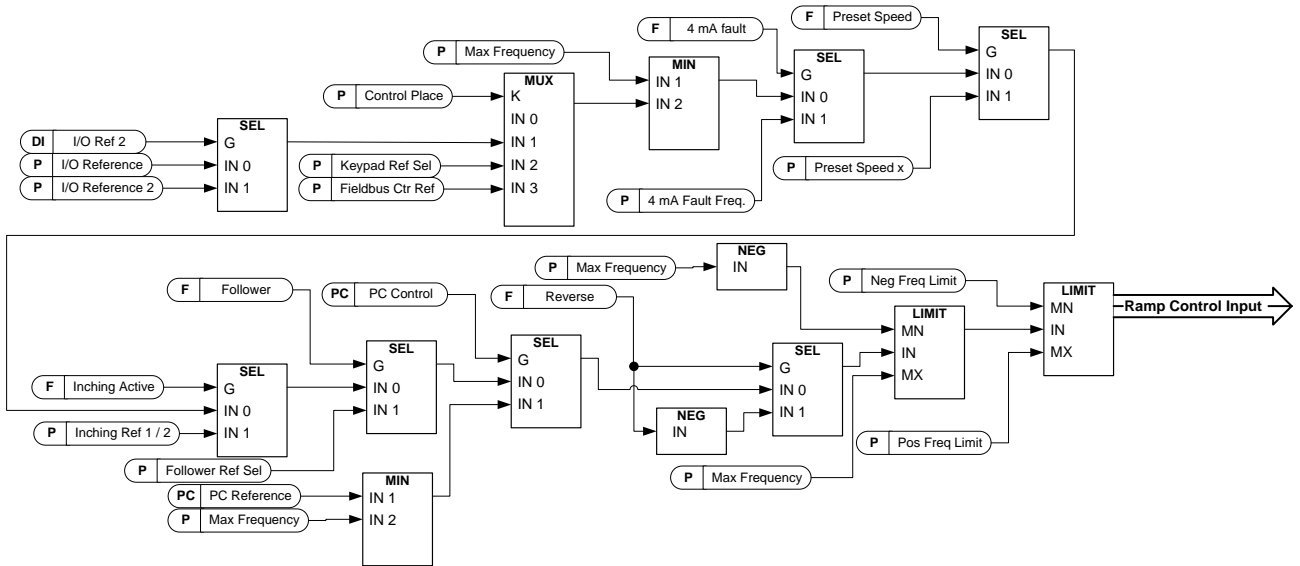 F 4 mA fault
F Preset Speed
P Max Frequency
SEL
G
IN 0
IN 1
MIN
IN 1
IN 2
SEL
G
IN 0
IN 1
P Control Place
MUX
K
IN 0
IN 1
IN 2
IN 3
DI I/O Ref 2
P I/O Reference
P I/O Reference 2
SEL
G
IN 0
IN 1
P Keypad Ref Sel
P Fieldbus Ctr Ref
P Preset Speed x
P 4 mA Fault Freq.
P Max Frequency
NEG
IN
P Neg Freq Limit
LIMIT
MN
IN
MX
Ramp Control Input
F Follower
PC PC Control
F Reverse
LIMIT
MN
IN
MX
F Inching Active
P Inching Ref 1 / 2
SEL
G
IN 0
IN 1
SEL
G
IN 0
IN 1
SEL
G
IN 0
IN 1
SEL
G
IN 0
IN 1
NEG
IN
P Pos Freq Limit
P Follower Ref Sel
P Max Frequency
PC PC Reference
P Max Frequency
MIN
IN 1
IN 2